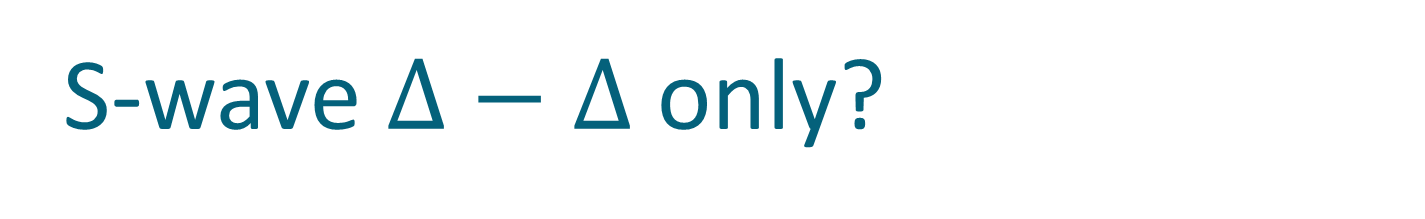 S-wave Δ − Δ only?